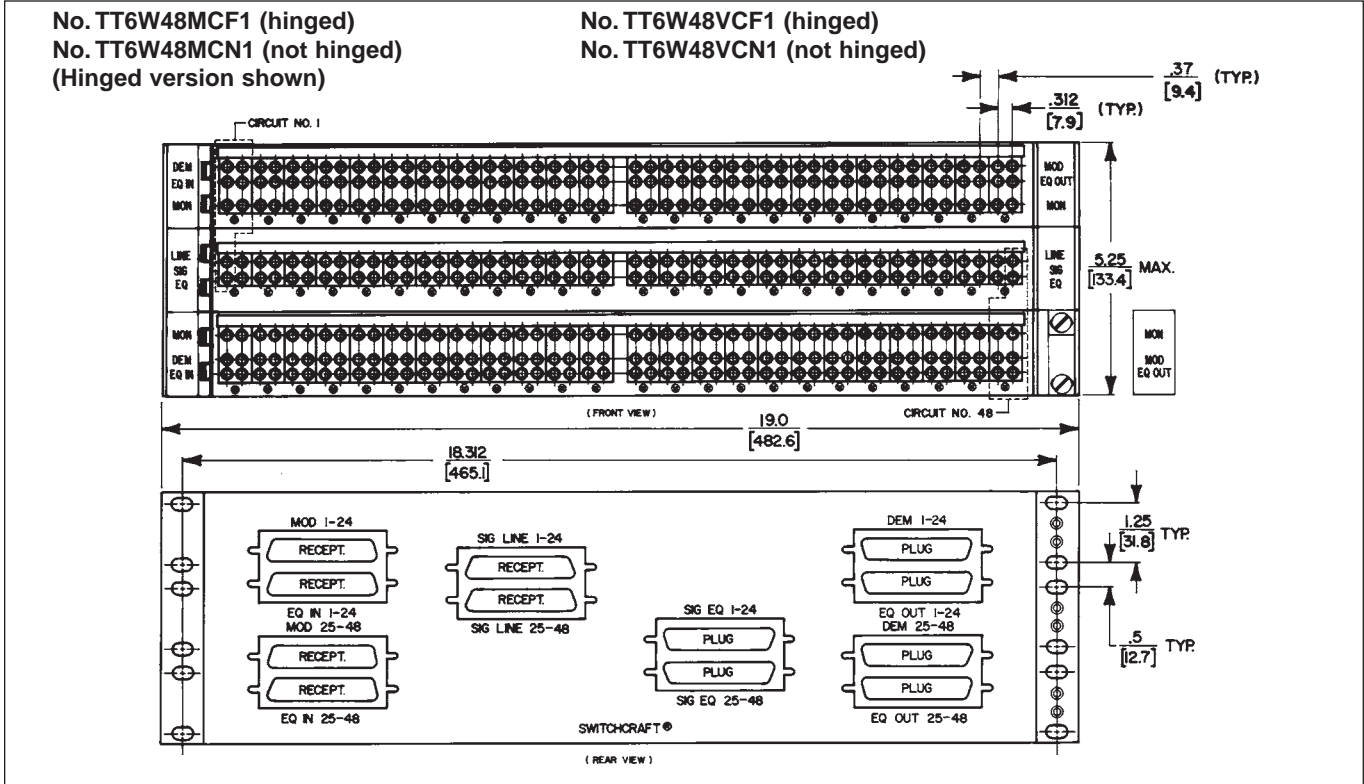 No. TT6W48MCF1 (hinged)
No. TT6W48MCN1 (not hinged)
(Hinged version shown)
No. TT6W48VCF1 (hinged)
No. TT6W48VCN1 (not hinged)
.37 (TYP.)
[9.4]
.312 (TYP.)
[7.9]
CIRCUIT NO. 1
DEM
EQ IN
MON
MOD
EQ OUT
MON
LINE
SIG
EQ
LINE
SIG
EQ
5.25 MAX.
[133.4]
MON
DEM
EQ IN
MON
MOD
EQ OUT
(FRONT VIEW)
CIRCUIT NO. 48
19.0
[482.6]
18.312
[465.1]
MOD 1-24
RECEPT.
RECEPT.
EQ IN 1-24
MOD 25-48
RECEPT.
RECEPT.
EQ IN 25-48
SIG LINE 1-24
RECEPT.
RECEPT.
SIG LINE 25-48
SIG EQ 1-24
PLUG
PLUG
SIG EQ 25-48
DEM 1-24
PLUG
PLUG
EQ OUT 1-24
DEM 25-48
PLUG
PLUG
EQ OUT 25-48
1.25 TYP.
[31.8]
.5 TYP.
[12.7]
SWITCHCRAFT®
(REAR VIEW)